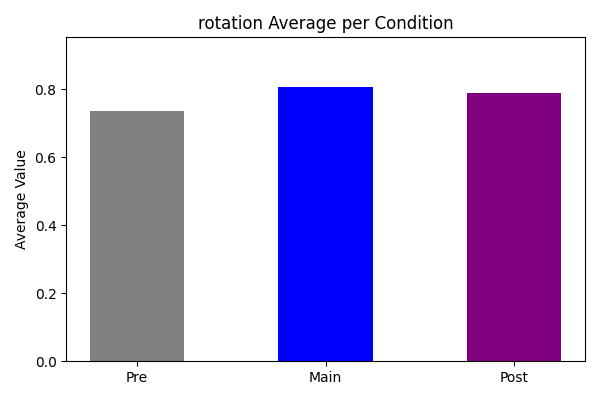 rotation Average per Condition
Average Value
0.8
0.6
0.4
0.2
0.0
Pre
Main
Post